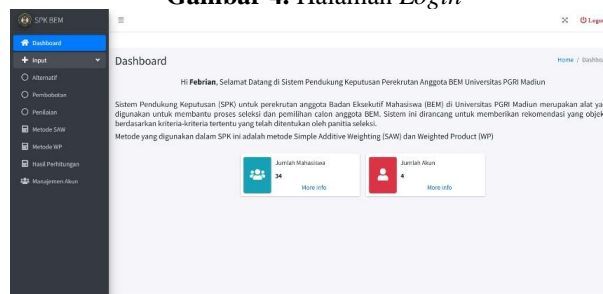 Gambar 4. Halaman Login
SPK BEM
Dashboard
Input
Alternatif
Pembobotan
Penilaian
Metode SAW
Metode WP
Hasil Perhitungan
Manajemen Akun
Logout
Dashboard
Home / Dashboa
Hi Febrian, Selamat Datang di Sistem Pendukung Keputusan Perekrutan Anggota BEM Universitas PGRI Madiun
Sistem Pendukung Keputusan (SPK) untuk perekrutan anggota Badan Eksekutif Mahasiswa (BEM) di Universitas PGRI Madiun merupakan alat ya
digunakan untuk membantu proses seleksi dan pemilihan calon anggota BEM. Sistem ini dirancang untuk memberikan rekomendasi yang objek
berdasarkan kriteria-kriteria tertentu yang telah ditentukan oleh panitia seleksi.
Metode yang digunakan dalam SPK ini adalah metode Simple Additive Weighting (SAW) dan Weighted Product (WP)
Jumlah Mahasiswa
34
More info
Jumlah Akun
4
More info